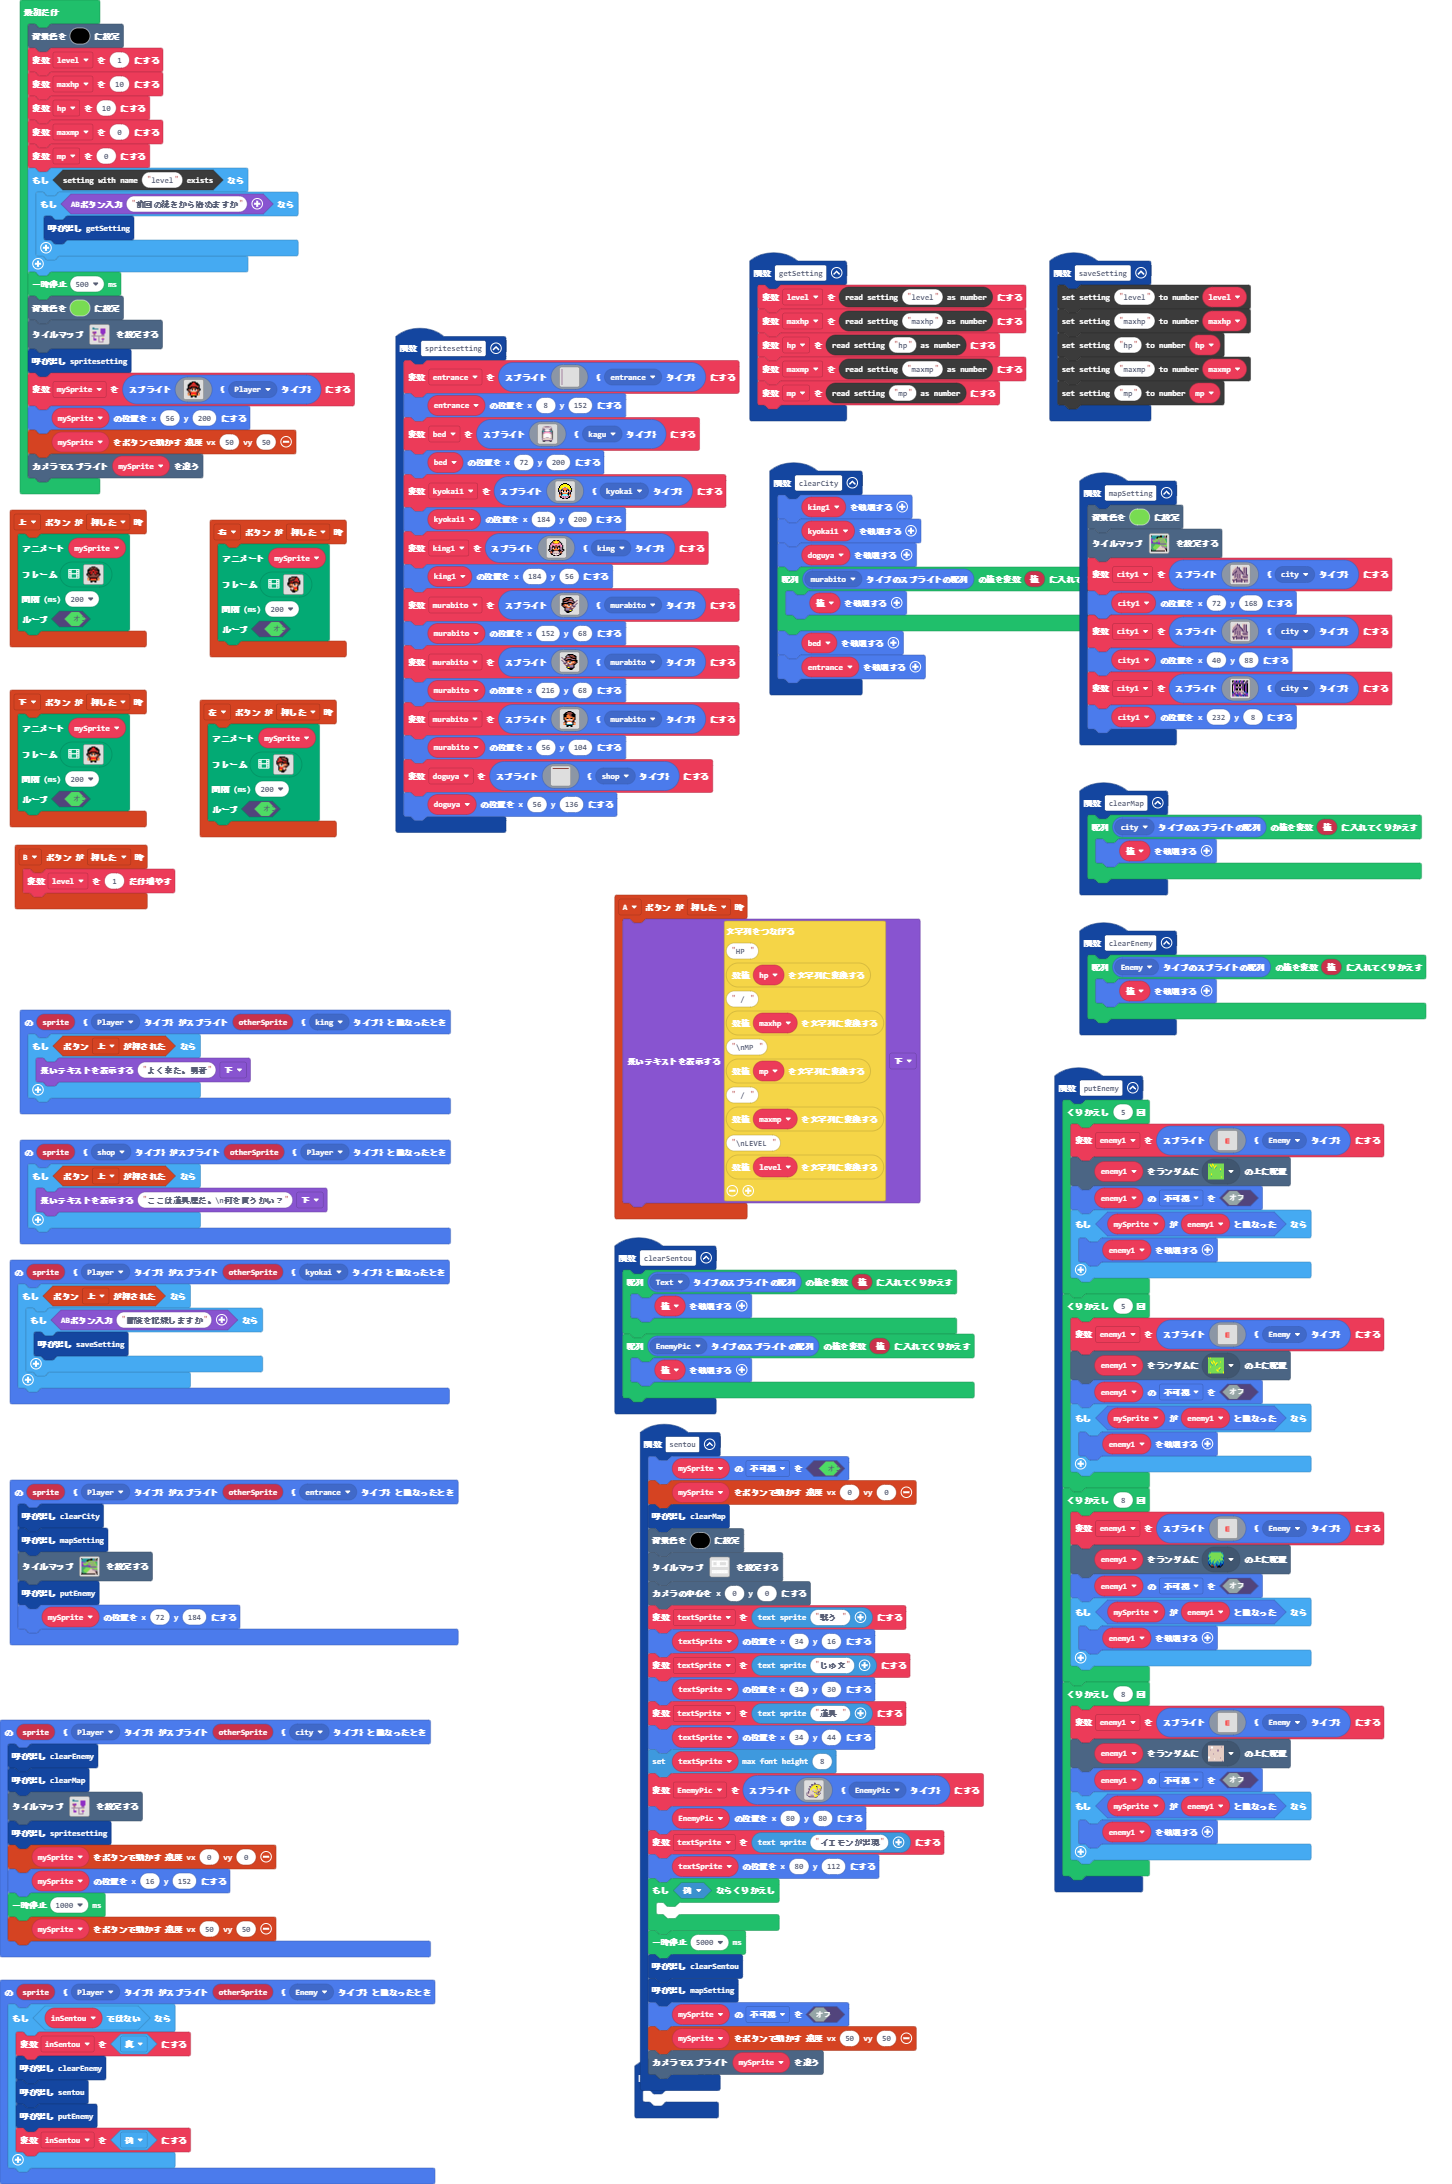 最初だけ
背景色を に設定
変数 level を 1 にする
変数 maxhp を 10 にする
変数 hp を 10 にする
変数 maxmp を 0 にする
変数 mp を 0 にする
もし setting with name "level" exists なら
もし ABボタン入力 "前回の続きから始めますか" なら
呼び出し getSetting
一時停止 500 ms
背景色を に設定
タイルマップ を設定する
呼び出し spritesetting
変数 mySprite を スプライト ( Player タイプ) にする
mySprite の位置を x 56 y 200 にする
mySprite をボタンで動かす 速度 vx 50 vy 50
カメラでスプライト mySprite を追う
上 ボタン が 押した 時
アニメート mySprite
フレーム
間隔 (ms) 200
ループ オ
右 ボタン が 押した 時
アニメート mySprite
フレーム
間隔 (ms) 200
ループ オ
下 ボタン が 押した 時
アニメート mySprite
フレーム
間隔 (ms) 200
ループ オ
左 ボタン が 押した 時
アニメート mySprite
フレーム
間隔 (ms) 200
ループ オ
B ボタン が 押した 時
変数 level を 1 だけ増やす
の sprite ( Player タイプ) がスプライト otherSprite ( king タイプ) と重なったとき
もし ボタン 上 が押された なら
長いテキストを表示する "よく来た。勇者" 下
の sprite ( shop タイプ) がスプライト otherSprite ( Player タイプ) と重なったとき
もし ボタン 上 が押された なら
長いテキストを表示する "ここは道具屋だ。\n何を買うかい？" 下
の sprite ( Player タイプ) がスプライト otherSprite ( kyokai タイプ) と重なったとき
もし ボタン 上 が押された なら
もし ABボタン入力 "冒険を記録しますか" なら
呼び出し saveSetting
の sprite ( Player タイプ) がスプライト otherSprite ( entrance タイプ) と重なったとき
呼び出し clearCity
呼び出し mapSetting
タイルマップ を設定する
呼び出し putEnemy
mySprite の位置を x 72 y 184 にする
の sprite ( Player タイプ) がスプライト otherSprite ( city タイプ) と重なったとき
呼び出し clearEnemy
呼び出し clearMap
タイルマップ を設定する
呼び出し spritesetting
mySprite をボタンで動かす 速度 vx 0 vy 0
mySprite の位置を x 16 y 152 にする
一時停止 1000 ms
mySprite をボタンで動かす 速度 vx 50 vy 50
の sprite ( Player タイプ) がスプライト otherSprite ( Enemy タイプ) と重なったとき
もし inSentou ではない なら
変数 inSentou を 真 にする
呼び出し clearEnemy
呼び出し sentou
呼び出し putEnemy
変数 inSentou を 偽 にする
関数 spritesetting
変数 entrance を スプライト ( entrance タイプ) にする
entrance の位置を x 8 y 152 にする
変数 bed を スプライト ( kagu タイプ) にする
bed の位置を x 72 y 200 にする
変数 kyokai1 を スプライト ( kyokai タイプ) にする
kyokai1 の位置を x 184 y 200 にする
変数 king1 を スプライト ( king タイプ) にする
king1 の位置を x 184 y 56 にする
変数 murabito を スプライト ( murabito タイプ) にする
murabito の位置を x 152 y 68 にする
変数 murabito を スプライト ( murabito タイプ) にする
murabito の位置を x 216 y 68 にする
変数 murabito を スプライト ( murabito タイプ) にする
murabito の位置を x 56 y 104 にする
変数 doguya を スプライト ( shop タイプ) にする
doguya の位置を x 56 y 136 にする
A ボタン が 押した 時
長いテキストを表示する 下
文字列をつなげる
"HP "
数値 hp を文字列に変換する
" / "
数値 maxhp を文字列に変換する
"\nMP "
数値 mp を文字列に変換する
" / "
数値 maxmp を文字列に変換する
"\nLEVEL "
数値 level を文字列に変換する
関数 clearSentou
配列 Text タイプのスプライトの配列 の値を変数 値 に入れてくりかえす
値 を破壊する
配列 EnemyPic タイプのスプライトの配列 の値を変数 値 に入れてくりかえす
値 を破壊する
関数 sentou
mySprite の 不可視 を オ
mySprite をボタンで動かす 速度 vx 0 vy 0
呼び出し clearMap
背景色を に設定
タイルマップ を設定する
カメラの中心を x 0 y 0 にする
変数 textSprite を text sprite "戦う " にする
textSprite の位置を x 34 y 16 にする
変数 textSprite を text sprite "じゅ文" にする
textSprite の位置を x 34 y 30 にする
変数 textSprite を text sprite "道具 " にする
textSprite の位置を x 34 y 44 にする
set textSprite max font height 8
変数 EnemyPic を スプライト ( EnemyPic タイプ) にする
EnemyPic の位置を x 80 y 80 にする
変数 textSprite を text sprite "イエモンが出現" にする
textSprite の位置を x 80 y 112 にする
もし 偽 ならくりかえし
一時停止 5000 ms
呼び出し clearSentou
呼び出し mapSetting
mySprite の 不可視 を オフ
mySprite をボタンで動かす 速度 vx 50 vy 50
カメラでスプライト mySprite を追う
関数 getSetting
変数 level を read setting "level" as number にする
変数 maxhp を read setting "maxhp" as number にする
変数 hp を read setting "hp" as number にする
変数 maxmp を read setting "maxmp" as number にする
変数 mp を read setting "mp" as number にする
関数 saveSetting
set setting "level" to number level
set setting "maxhp" to number maxhp
set setting "hp" to number hp
set setting "maxmp" to number maxmp
set setting "mp" to number mp
関数 clearCity
king1 を破壊する
kyokai1 を破壊する
doguya を破壊する
配列 murabito タイプのスプライトの配列 の値を変数 値 に入れて
値 を破壊する
bed を破壊する
entrance を破壊する
関数 mapSetting
背景色を に設定
タイルマップ を設定する
変数 city1 を スプライト ( city タイプ) にする
city1 の位置を x 72 y 168 にする
変数 city1 を スプライト ( city タイプ) にする
city1 の位置を x 40 y 88 にする
変数 city1 を スプライト ( city タイプ) にする
city1 の位置を x 232 y 8 にする
関数 clearMap
配列 city タイプのスプライトの配列 の値を変数 値 に入れてくりかえす
値 を破壊する
関数 clearEnemy
配列 Enemy タイプのスプライトの配列 の値を変数 値 に入れてくりかえす
値 を破壊する
関数 putEnemy
くりかえし 5 回
変数 enemy1 を スプライト ( Enemy タイプ) にする
enemy1 をランダムに の上に配置
enemy1 の 不可視 を オフ
もし mySprite が enemy1 と重なった なら
enemy1 を破壊する
くりかえし 5 回
変数 enemy1 を スプライト ( Enemy タイプ) にする
enemy1 をランダムに の上に配置
enemy1 の 不可視 を オフ
もし mySprite が enemy1 と重なった なら
enemy1 を破壊する
くりかえし 8 回
変数 enemy1 を スプライト ( Enemy タイプ) にする
enemy1 をランダムに の上に配置
enemy1 の 不可視 を オフ
もし mySprite が enemy1 と重なった なら
enemy1 を破壊する
くりかえし 8 回
変数 enemy1 を スプライト ( Enemy タイプ) にする
enemy1 をランダムに の上に配置
enemy1 の 不可視 を オフ
もし mySprite が enemy1 と重なった なら
enemy1 を破壊する